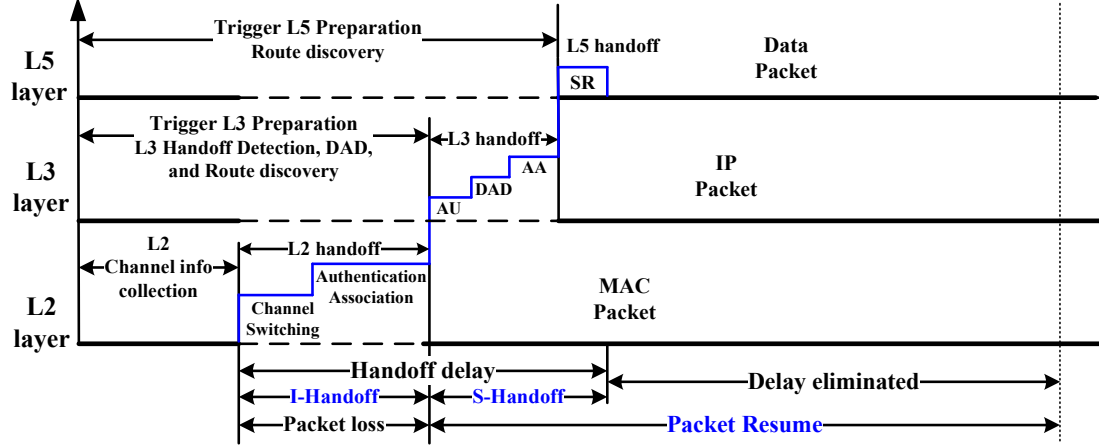 L5
layer
Trigger L5 Preparation
Route discovery
L5 handoff
SR
Data
Packet
L3
layer
Trigger L3 Preparation
L3 Handoff Detection, DAD,
and Route discovery
L3 handoff
AU
DAD
AA
IP
Packet
L2
layer
L2
Channel info
collection
L2 handoff
Channel
Switching
Authentication
Association
MAC
Packet
Handoff delay
Delay eliminated
I-Handoff
S-Handoff
Packet loss
Packet Resume